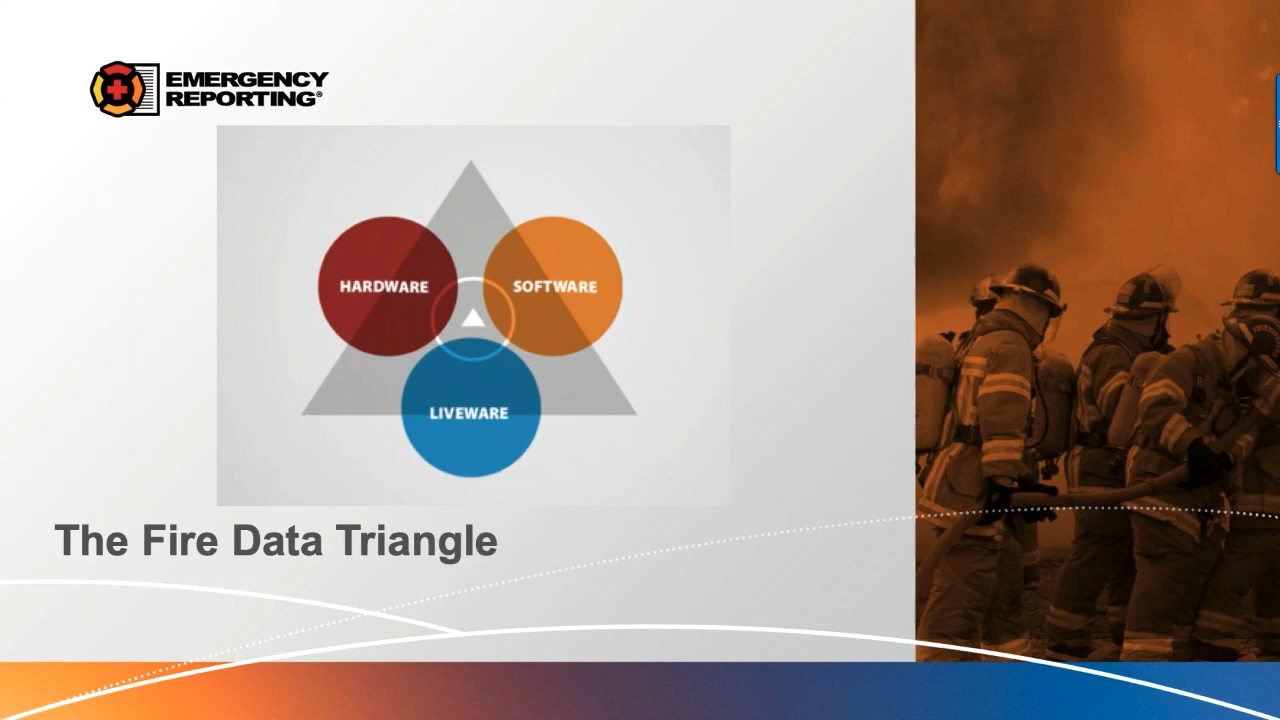 EMERGENCY
REPORTING®
HARDWARE
SOFTWARE
LIVEWARE
The Fire Data Triangle